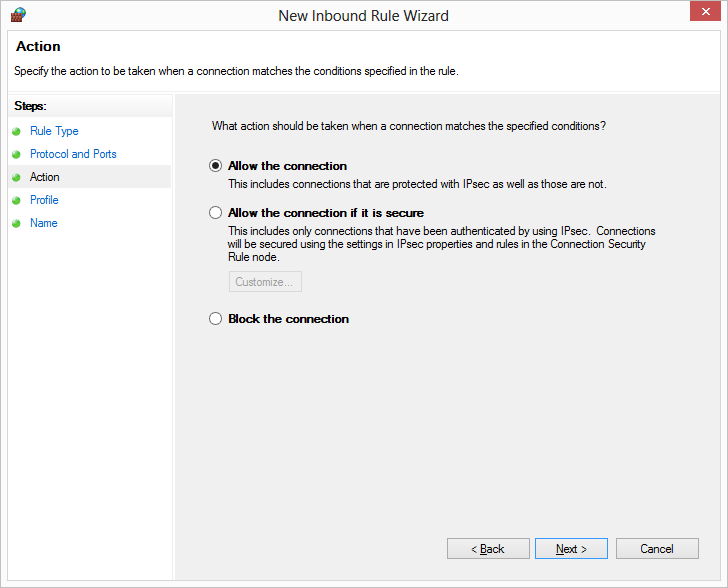 New Inbound Rule Wizard
Action
Specify the action to be taken when a connection matches the conditions specified in the rule.
Steps:
Rule Type
Protocol and Ports
Action
Profile
Name
What action should be taken when a connection matches the specified conditions?
Allow the connection
This includes connections that are protected with IPsec as well as those are not.
Allow the connection if it is secure
This includes only connections that have been authenticated by using IPsec. Connections
will be secured using the settings in IPsec properties and rules in the Connection Security
Rule node.
Customize...
Block the connection
< Back
Next >
Cancel